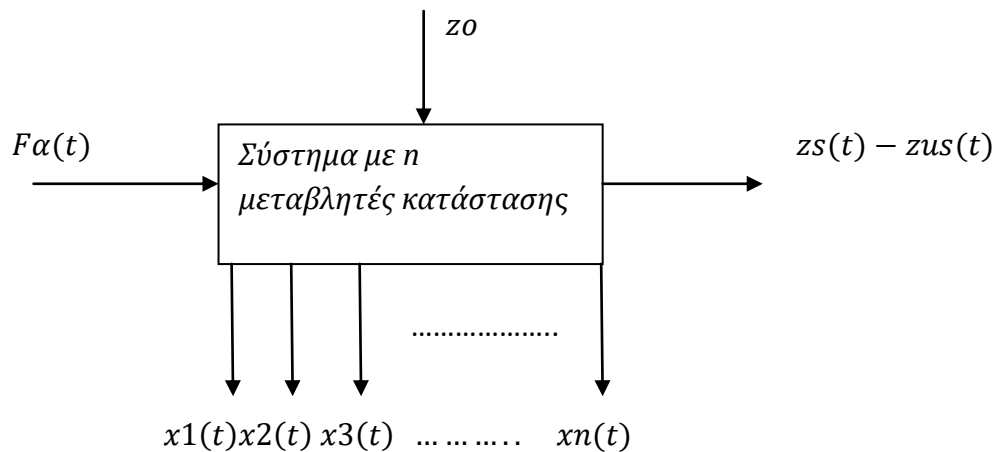 zo
Fα(t)
Σύστημα με n
μεταβλητές κατάστασης
zs(t) − zus(t)
………………..
x1(t)x2(t) x3(t) … … … . . xn(t)